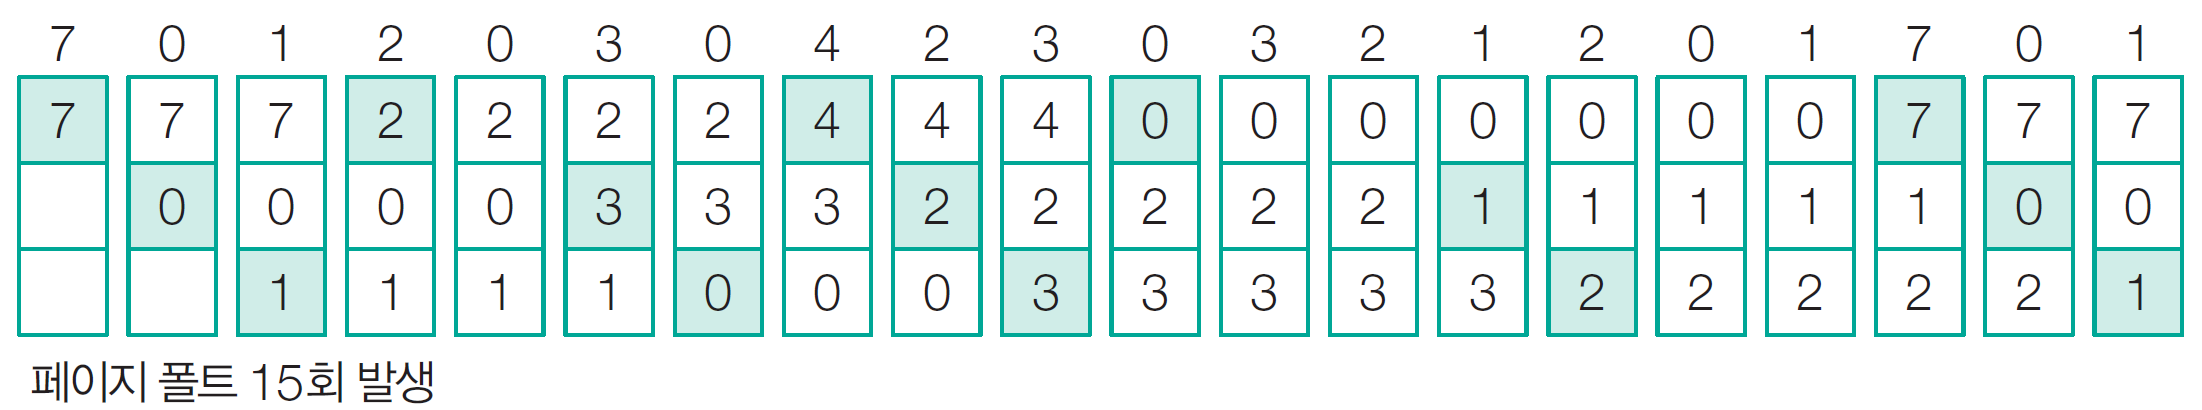 7 0 1 2 0 3 0 4 2 3 0 3 2 1 2 0 1 7 0 1
7 7 7 2 2 2 2 4 4 4 0 0 0 0 0 0 0 7 7 7
0 0 0 0 3 3 3 2 2 2 2 2 1 1 1 1 1 0 0
1 1 1 1 0 0 0 3 3 3 3 3 2 2 2 2 2 1
페이지 폴트 15회 발생